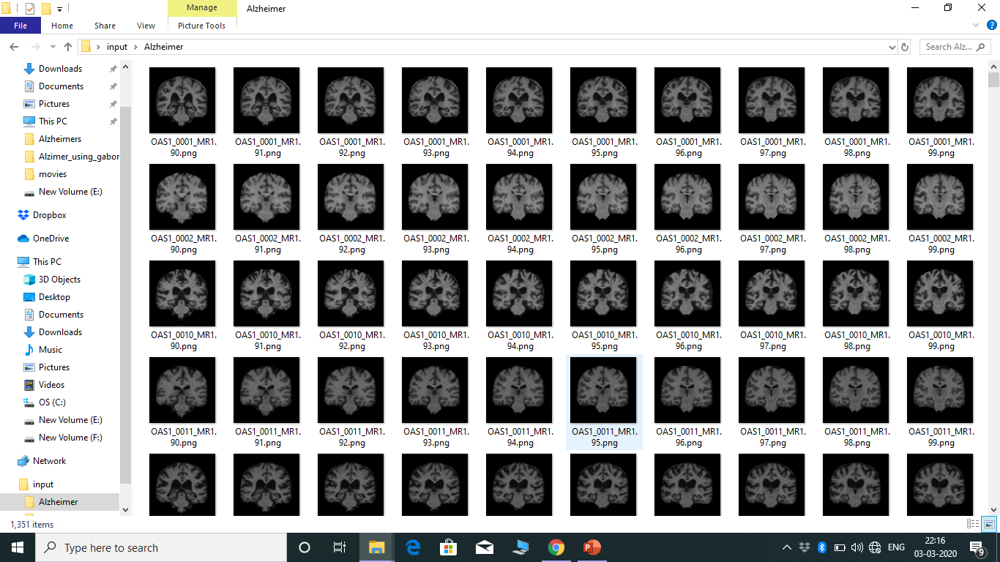 Manage
Alzheimer
File
Home
Share
View
Picture Tools
input
Alzheimer
Search Alz...
Downloads
Documents
Pictures
This PC
Alzheimers
Alzimer_using_gabor
movies
New Volume (E:)
Dropbox
OneDrive
This PC
3D Objects
Desktop
Documents
Downloads
Music
Pictures
Videos
OS (C:)
New Volume (E:)
New Volume (F:)
Network
input
Alzheimer
OAS1_0001_MR1.
90.png
OAS1_0001_MR1.
91.png
OAS1_0001_MR1.
92.png
OAS1_0001_MR1.
93.png
OAS1_0001_MR1.
94.png
OAS1_0001_MR1.
95.png
OAS1_0001_MR1.
96.png
OAS1_0001_MR1.
97.png
OAS1_0001_MR1.
98.png
OAS1_0001_MR1.
99.png
OAS1_0002_MR1.
90.png
OAS1_0002_MR1.
91.png
OAS1_0002_MR1.
92.png
OAS1_0002_MR1.
93.png
OAS1_0002_MR1.
94.png
OAS1_0002_MR1.
95.png
OAS1_0002_MR1.
96.png
OAS1_0002_MR1.
97.png
OAS1_0002_MR1.
98.png
OAS1_0002_MR1.
99.png
OAS1_0010_MR1.
90.png
OAS1_0010_MR1.
91.png
OAS1_0010_MR1.
92.png
OAS1_0010_MR1.
93.png
OAS1_0010_MR1.
94.png
OAS1_0010_MR1.
95.png
OAS1_0010_MR1.
96.png
OAS1_0010_MR1.
97.png
OAS1_0010_MR1.
98.png
OAS1_0010_MR1.
99.png
OAS1_0011_MR1.
90.png
OAS1_0011_MR1.
91.png
OAS1_0011_MR1.
92.png
OAS1_0011_MR1.
93.png
OAS1_0011_MR1.
94.png
OAS1_0011_MR1.
95.png
OAS1_0011_MR1.
96.png
OAS1_0011_MR1.
97.png
OAS1_0011_MR1.
98.png
OAS1_0011_MR1.
99.png
1,351 items
Type here to search
ENG
22:16
03-03-2020
9